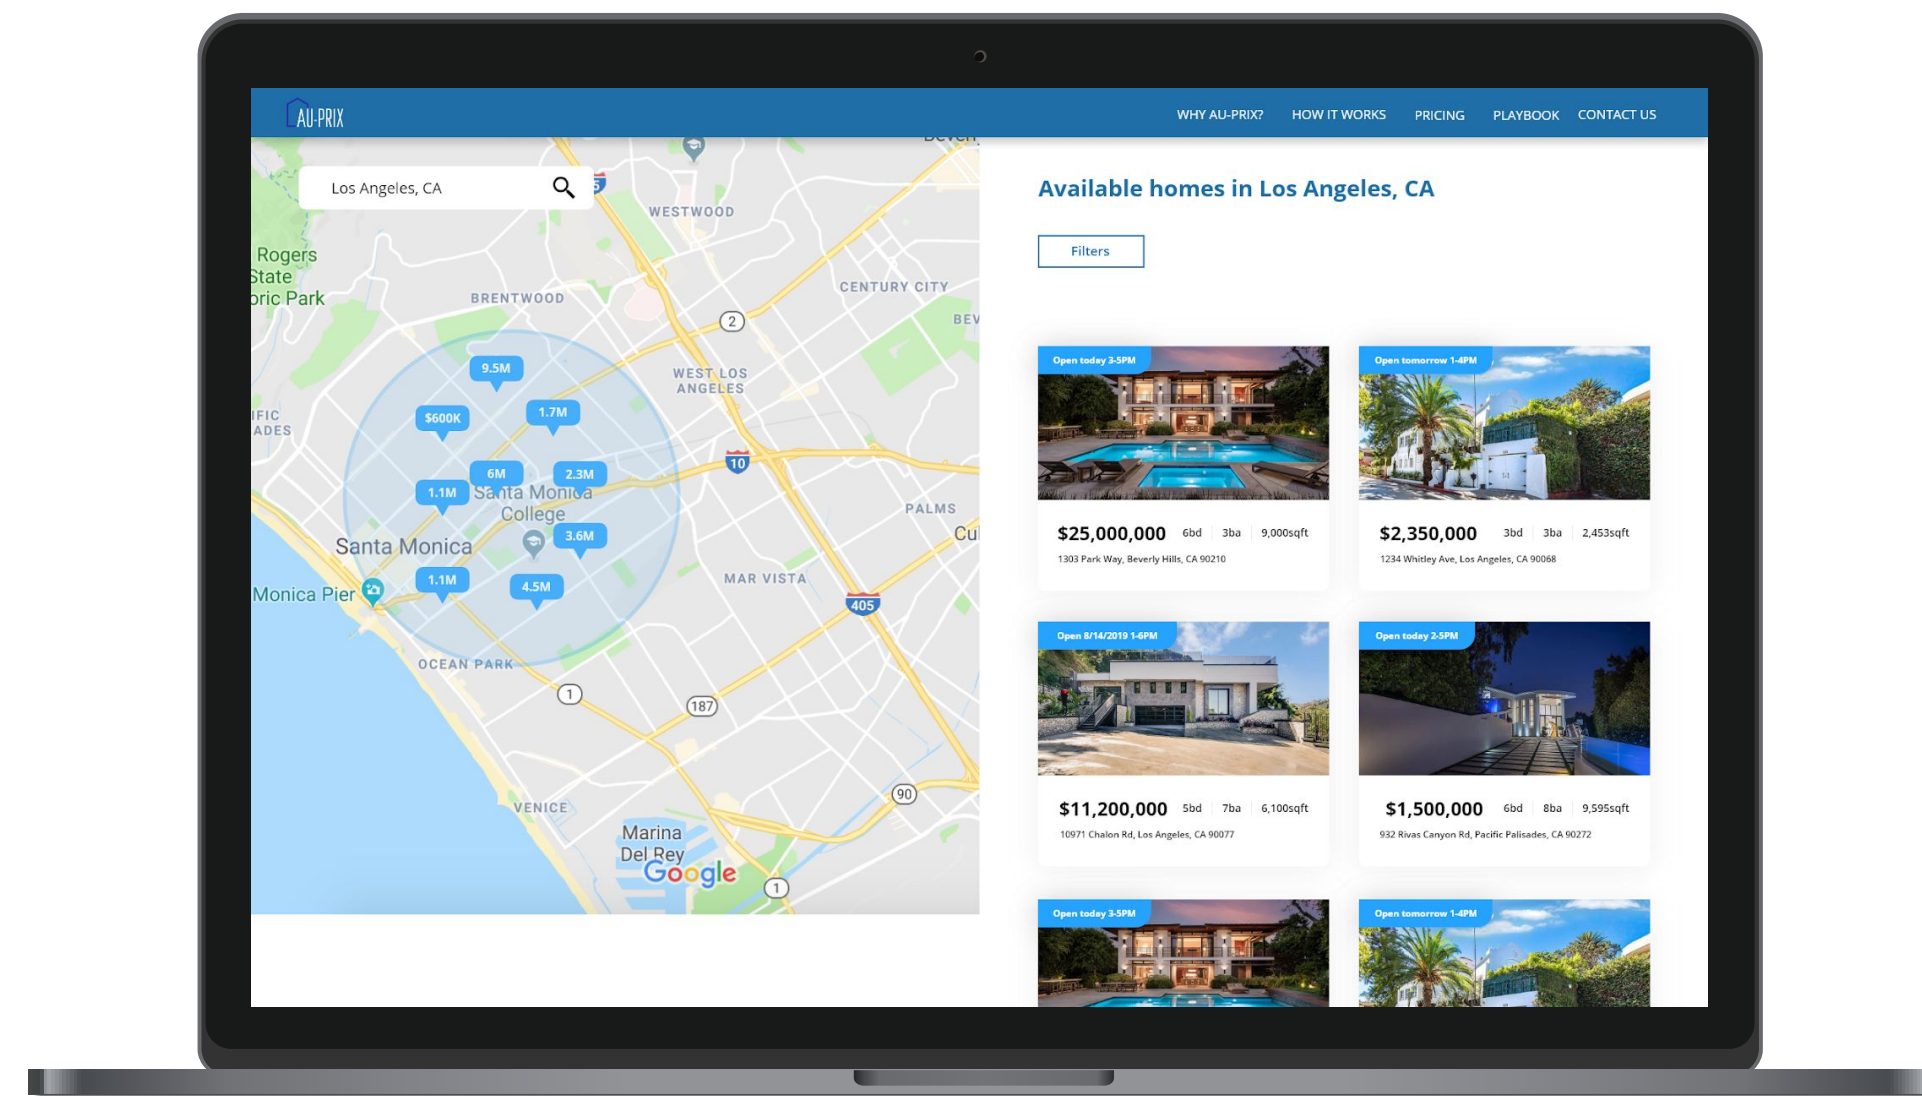 AU-PRIX
WHY AU-PRIX?
HOW IT WORKS
PRICING
PLAYBOOK
CONTACT US
Los Angeles, CA
5
WESTWOOD
Rogers
State
oric Park
CENTURY CITY
BRENTWOOD
2
BEV
9.5M
WEST LOS
ANGELES
IFIC
ADES
$600K
1.7M
10
6M
2.3M
1.1M
Santa Monica
College
PALMS
Cul
3.6M
Santa Monica
1.1M
4.5M
MAR VISTA
Monica Pier
405
OCEAN PARK
1
187
90
VENICE
Marina
Del Rey
Google
1
Available homes in Los Angeles, CA
Filters
Open today 3-5PM
$25,000,000 6bd 3ba 9,000sqft
1303 Park Way, Beverly Hills, CA 90210
Open tomorrow 1-4PM
$2,350,000 3bd 3ba 2,453sqft
1234 Whitley Ave, Los Angeles, CA 90068
Open 8/14/2019 1-6PM
$11,200,000 5bd 7ba 6,100sqft
10971 Chalon Rd, Los Angeles, CA 90077
Open today 2-5PM
$1,500,000 6bd 8ba 9,595sqft
932 Rivas Canyon Rd, Pacific Palisades, CA 90272
Open today 3-5PM
Open tomorrow 1-4PM